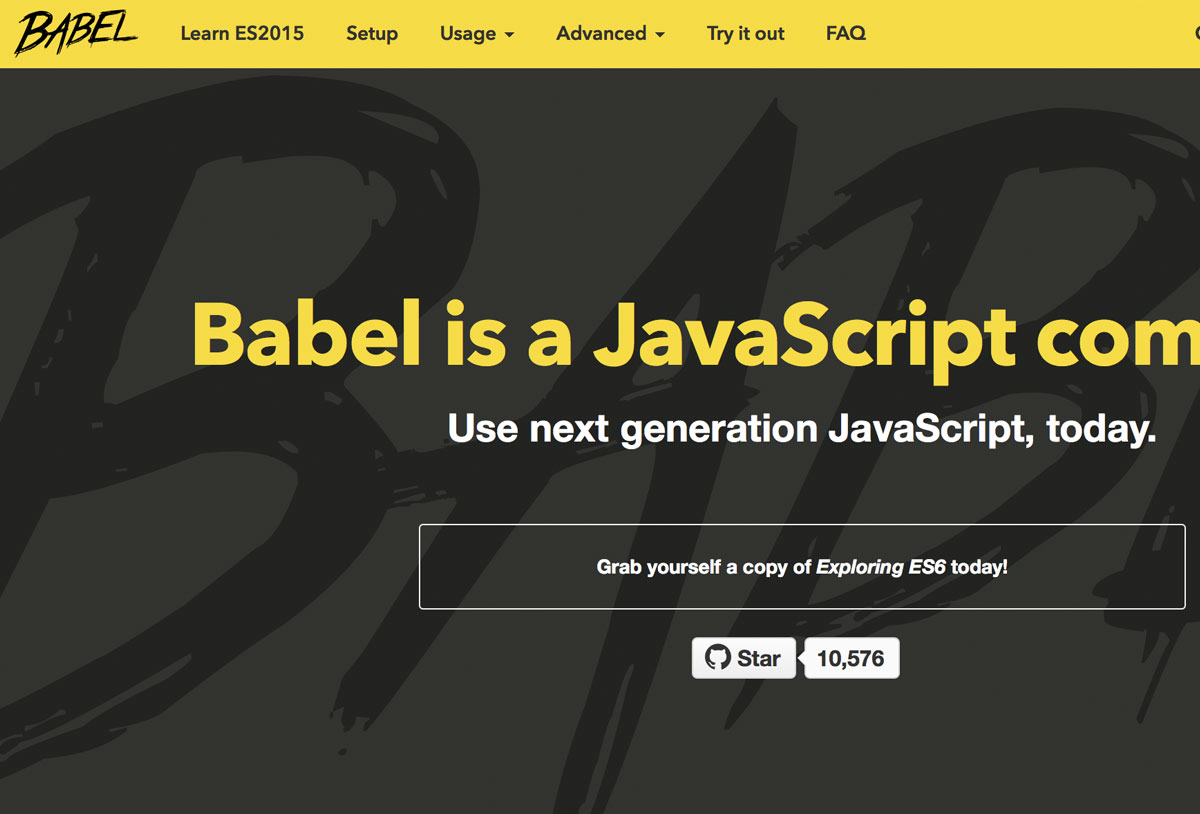 BABEL Learn ES2015 Setup Usage Advanced Try it out FAQ
Babel is a JavaScript com
Use next generation JavaScript, today.
Grab yourself a copy of Exploring ES6 today!
Star 10,576